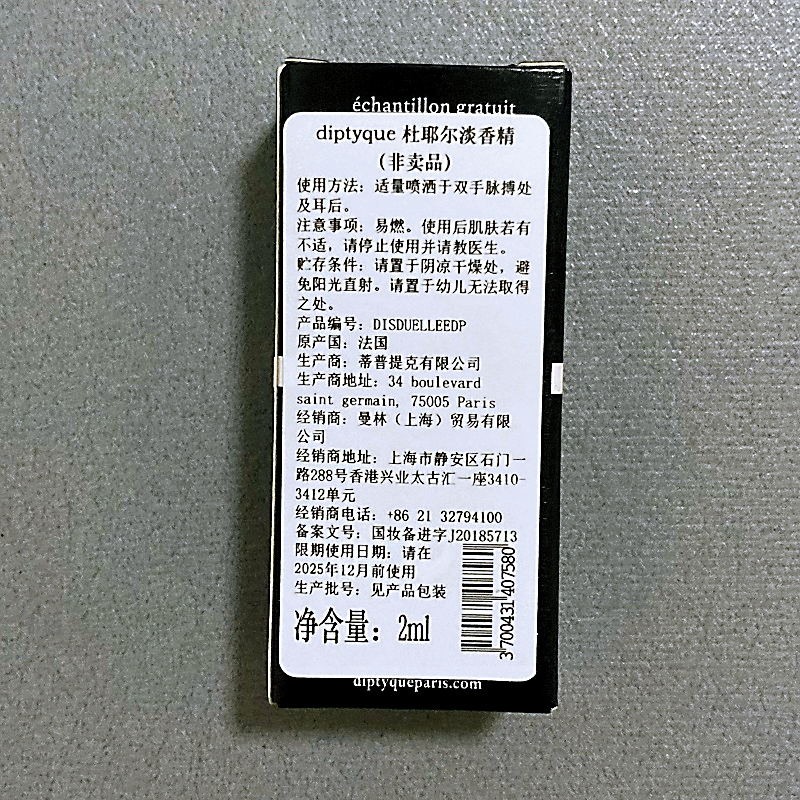 échantillon gratuit
diptyque 杜耶尔淡香精
(非卖品)
使用方法：适量喷洒于双手脉搏处
及耳后。
注意事项：易燃。使用后肌肤若有
不适，请停止使用并请教医生。
贮存条件：请置于阴凉干燥处，避
免阳光直射。请置于幼儿无法取得
之处。
产品编号：DISDUELLEEDP
原产国：法国
生产商：蒂普提克有限公司
生产商地址：34 boulevard
saint germain, 75005 Paris
经销商：曼林（上海）贸易有限
公司
经销商地址：上海市静安区石门一
路288号香港兴业太古汇一座3410-
3412单元
经销商电话：+86 21 32794100
备案文号：国妆备进字J20185713
限期使用日期：请在
2025年12月前使用
生产批号：见产品包装
净含量：2ml
3 700431 407580
diptyqueparis.com